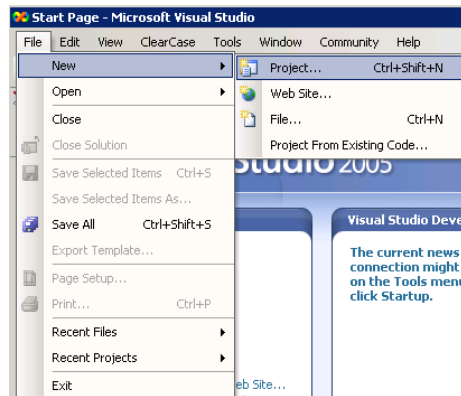 Start Page - Microsoft Visual Studio
File Edit View ClearCase Tools Window Community Help
New
Project... Ctrl+Shift+N
Open
Web Site...
Close
File... Ctrl+N
Close Solution
Project From Existing Code...
Studio 2005
Save Selected Items Ctrl+S
Save Selected Items As...
Save All Ctrl+Shift+S
Visual Studio Deve
Export Template...
The current news
connection might
Page Setup...
on the Tools menu
click Startup.
Print... Ctrl+P
Recent Files
Recent Projects
Exit
eb Site...